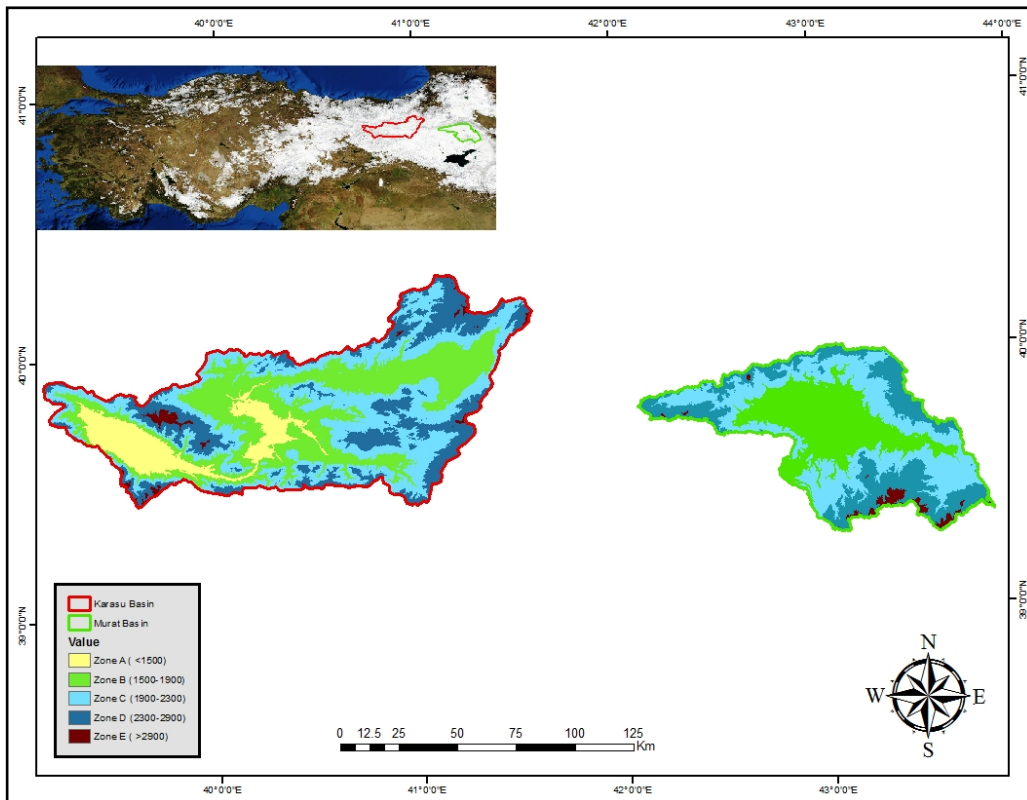 40°0'0"E 41°0'0"E 42°0'0"E 43°0'0"E 44°0'0"E
41°0'0"N
41°0'0"N
40°0'0"N
40°0'0"N
39°0'0"N
39°0'0"N
Karasu Basin
Murat Basin
Value
Zone A ( <1500)
Zone B (1500-1900)
Zone C (1900-2300)
Zone D (2300-2900)
Zone E ( >2900)
0 12.5 25 50 75 100 125
Km
N
W E
S
40°0'0"E 41°0'0"E 42°0'0"E 43°0'0"E